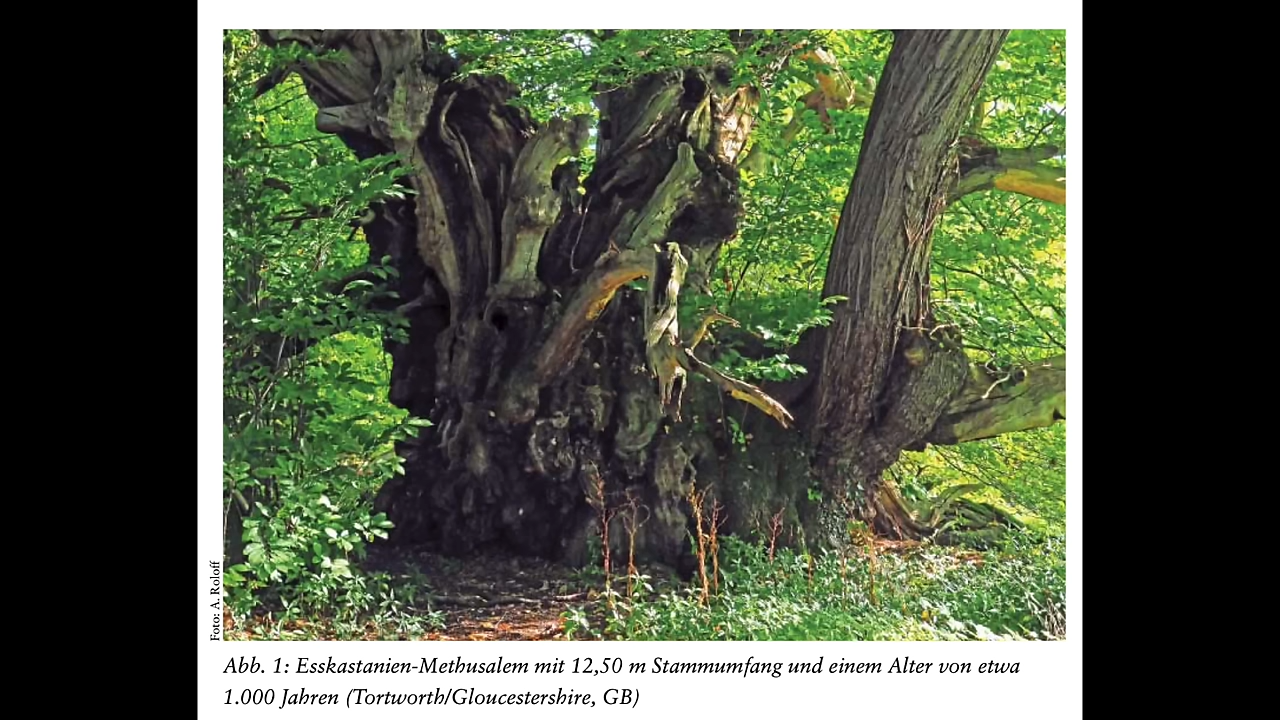 Foto: A. Roloff
Abb. 1: Esskastanien-Methusalem mit 12,50 m Stammumfang und einem Alter von etwa
1.000 Jahren (Tortworth/Gloucestershire, GB)